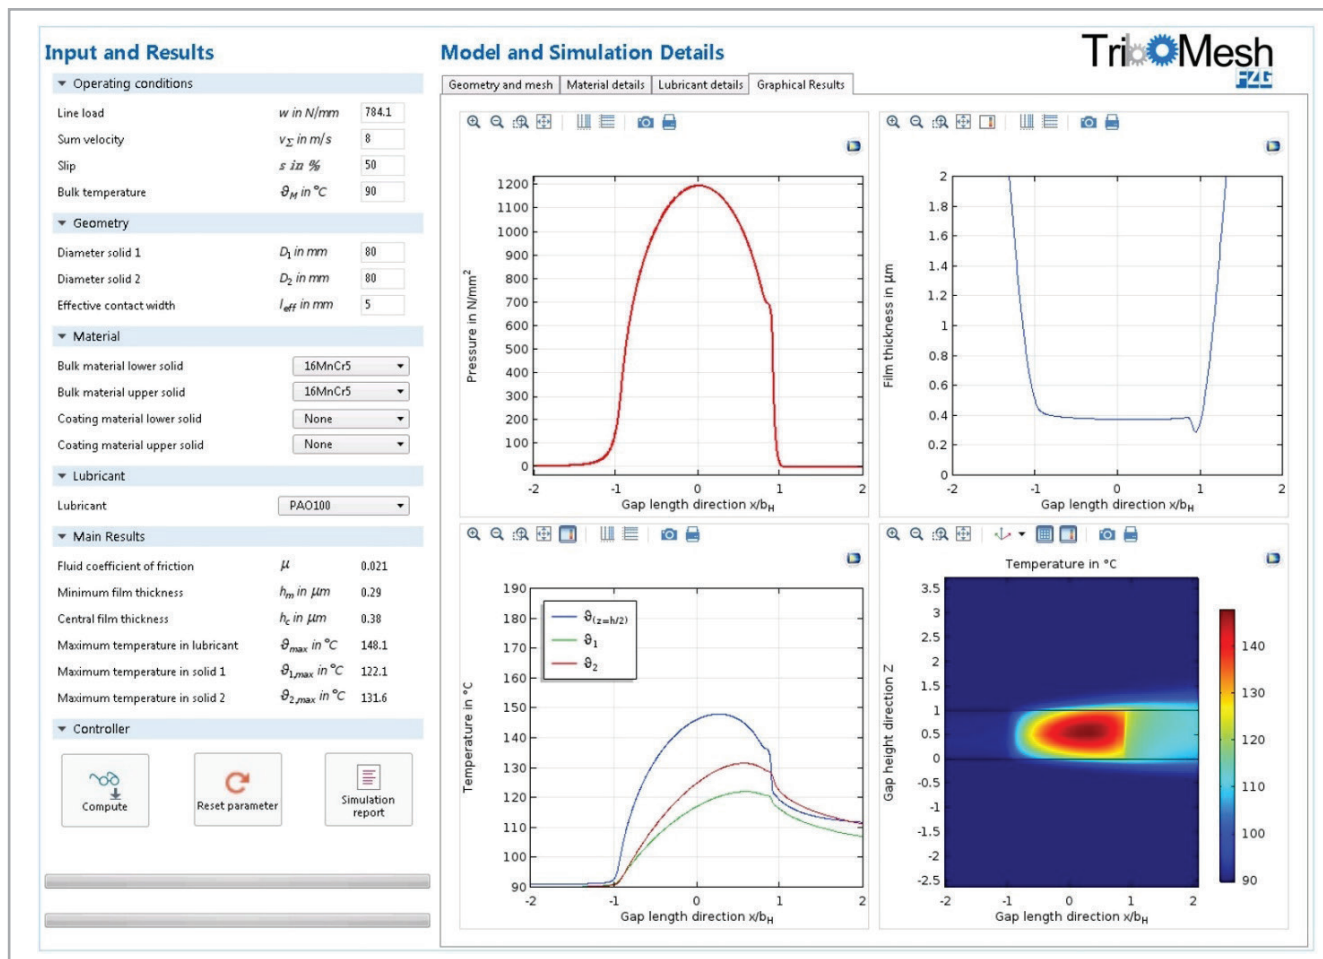 Input and Results
Operating conditions
Line load w in N/mm 784.1
Sum velocity v_Σ in m/s 8
Slip s in % 50
Bulk temperature ϑ_M in °C 90
Geometry
Diameter solid 1 D_1 in mm 80
Diameter solid 2 D_2 in mm 80
Effective contact width l_eff in mm 5
Material
Bulk material lower solid 16MnCr5
Bulk material upper solid 16MnCr5
Coating material lower solid None
Coating material upper solid None
Lubricant
Lubricant PAO100
Main Results
Fluid coefficient of friction μ 0.021
Minimum film thickness h_m in μm 0.29
Central film thickness h_c in μm 0.38
Maximum temperature in lubricant ϑ_max in °C 148.1
Maximum temperature in solid 1 ϑ_1,max in °C 122.1
Maximum temperature in solid 2 ϑ_2,max in °C 131.6
Controller
Compute
Reset parameter
Simulation
report
Model and Simulation Details
TriboMesh
FZG
Geometry and mesh Material details Lubricant details Graphical Results
Pressure in N/mm²
1200
1100
1000
900
800
700
600
500
400
300
200
100
0
-2 -1 0 1 2
Gap length direction x/b_H
Film thickness in μm
2
1.8
1.6
1.4
1.2
1
0.8
0.6
0.4
0.2
0
-2 -1 0 1 2
Gap length direction x/b_H
Temperature in °C
190
180
170
160
150
140
130
120
110
100
90
ϑ_(z=h/2)
ϑ_1
ϑ_2
-2 -1 0 1 2
Gap length direction x/b_H
Temperature in °C
Gap height direction Z
3.5
3
2.5
2
1.5
1
0.5
0
-0.5
-1
-1.5
-2
-2.5
-2 -1 0 1 2
Gap length direction x/b_H
140
130
120
110
100
90